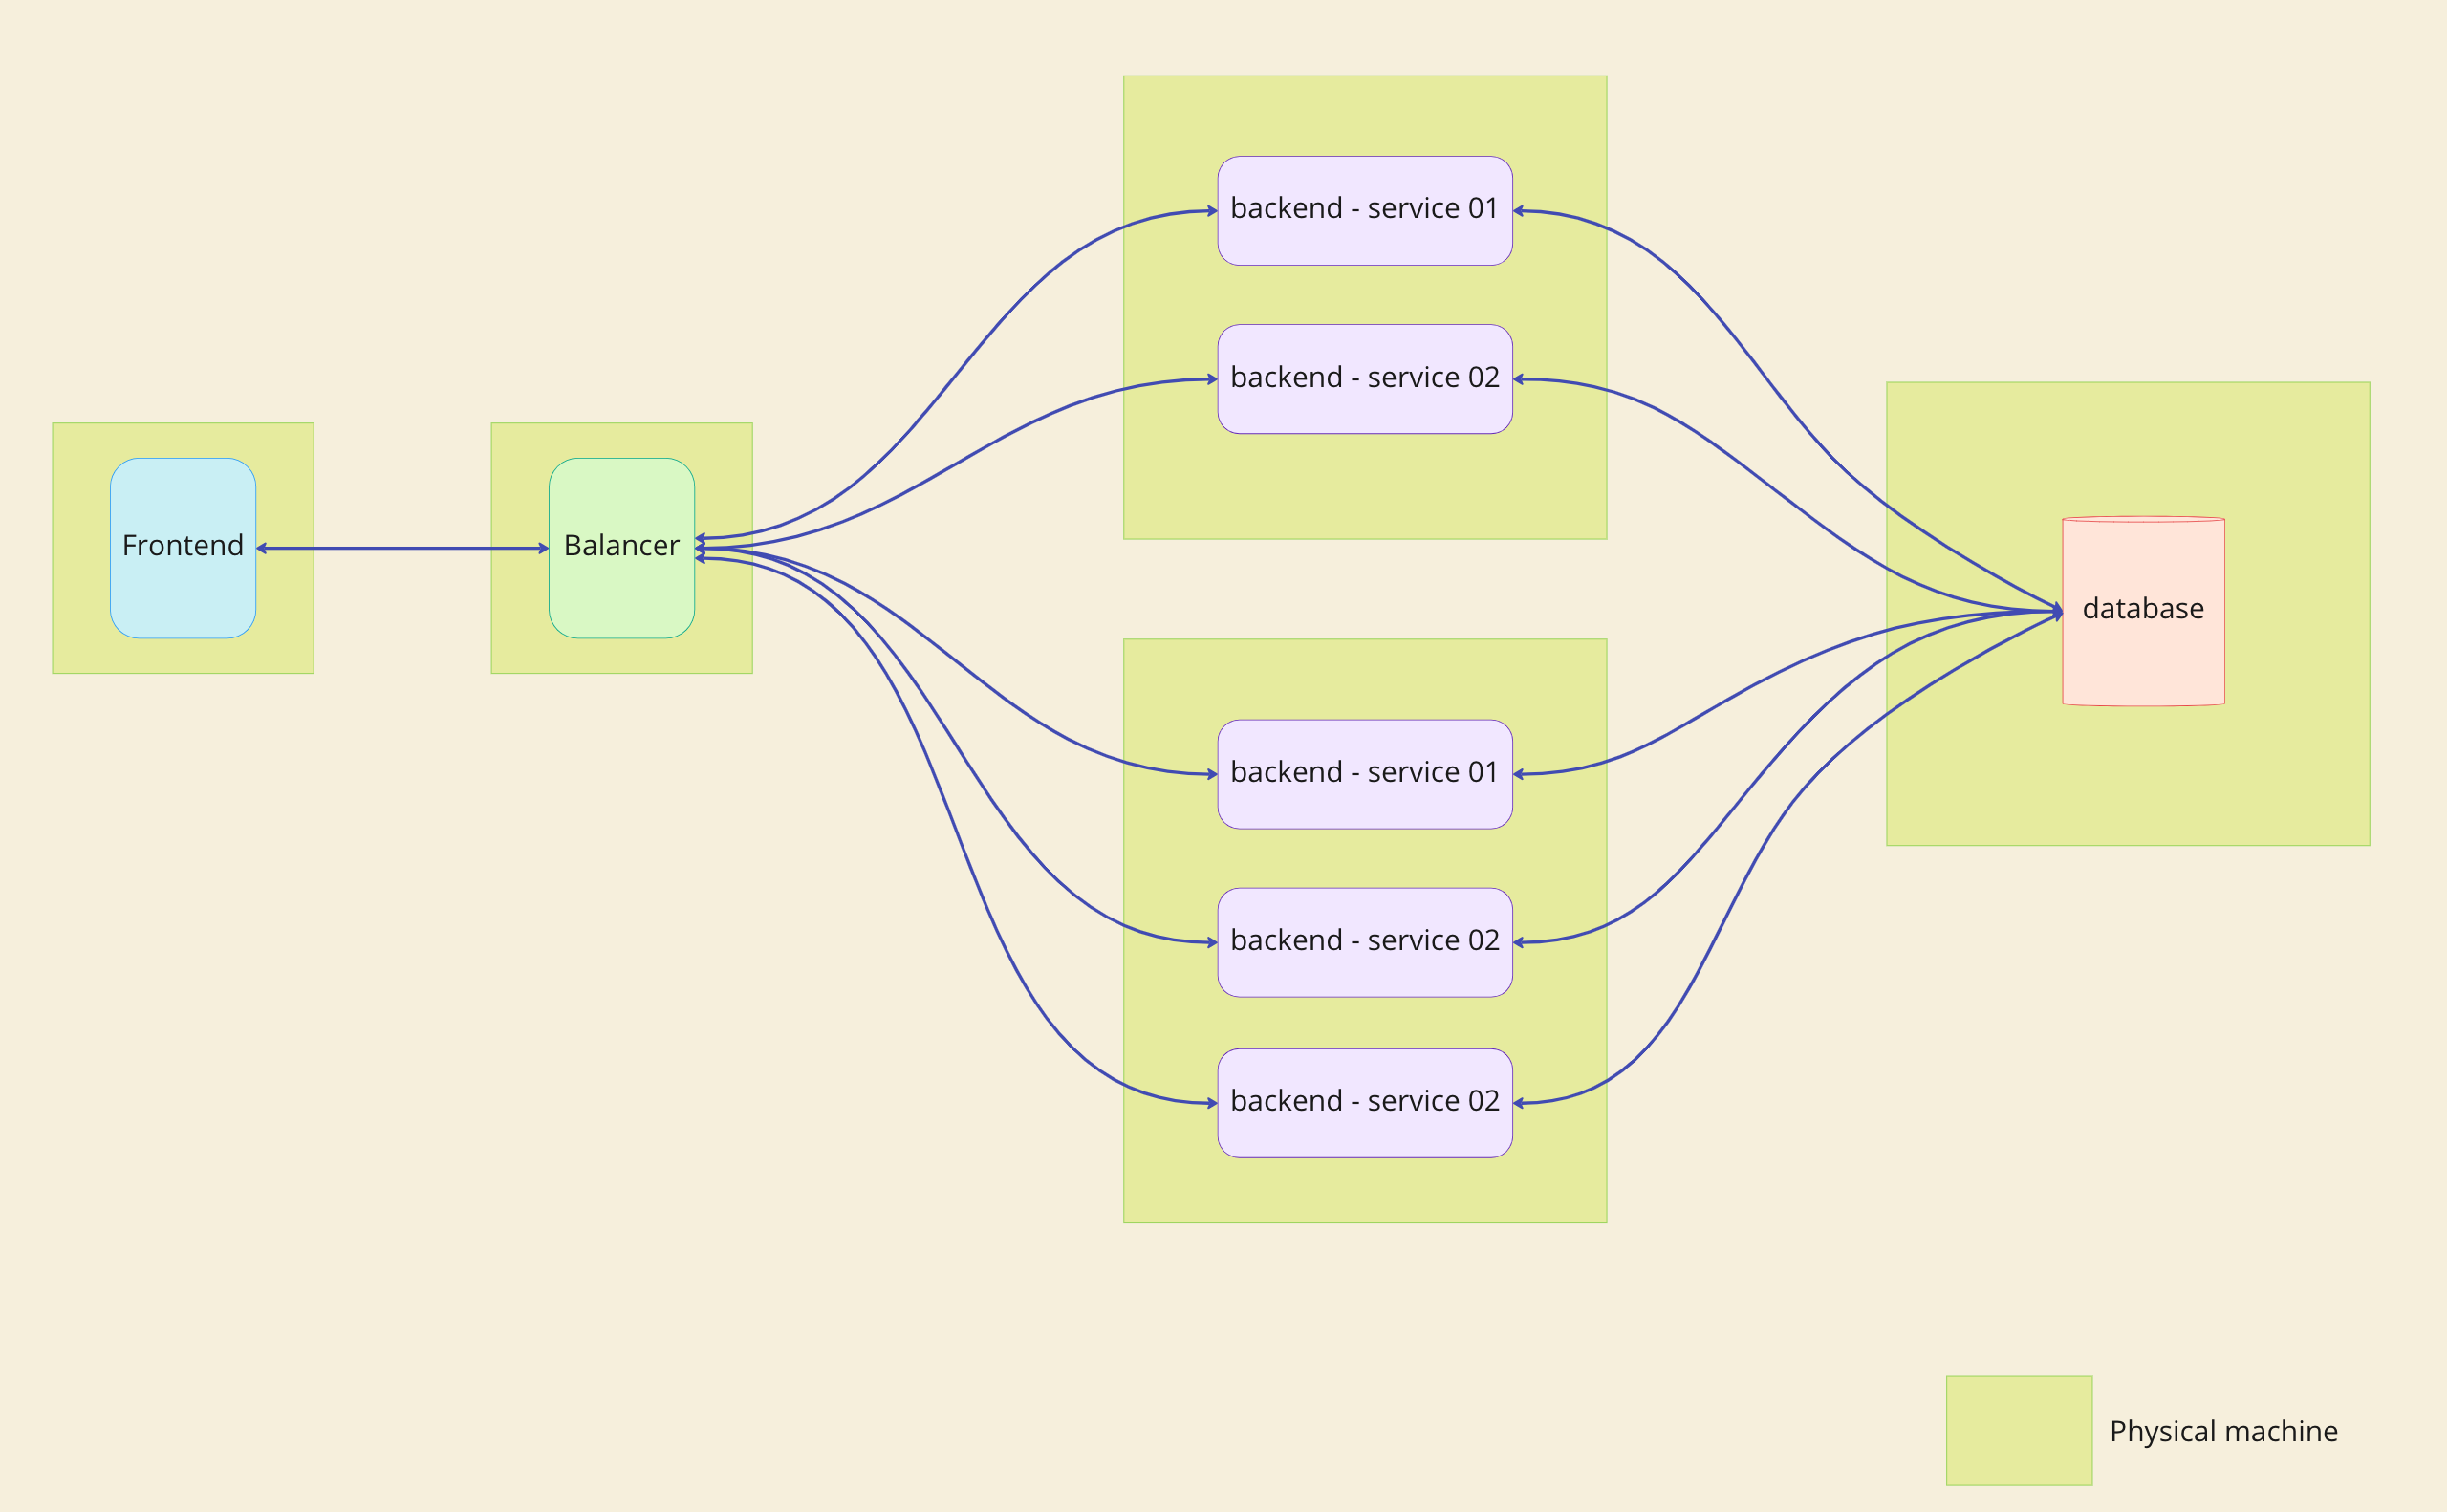 Frontend
Balancer
backend - service 01
backend - service 02
backend - service 01
backend - service 02
backend - service 02
database
Physical machine